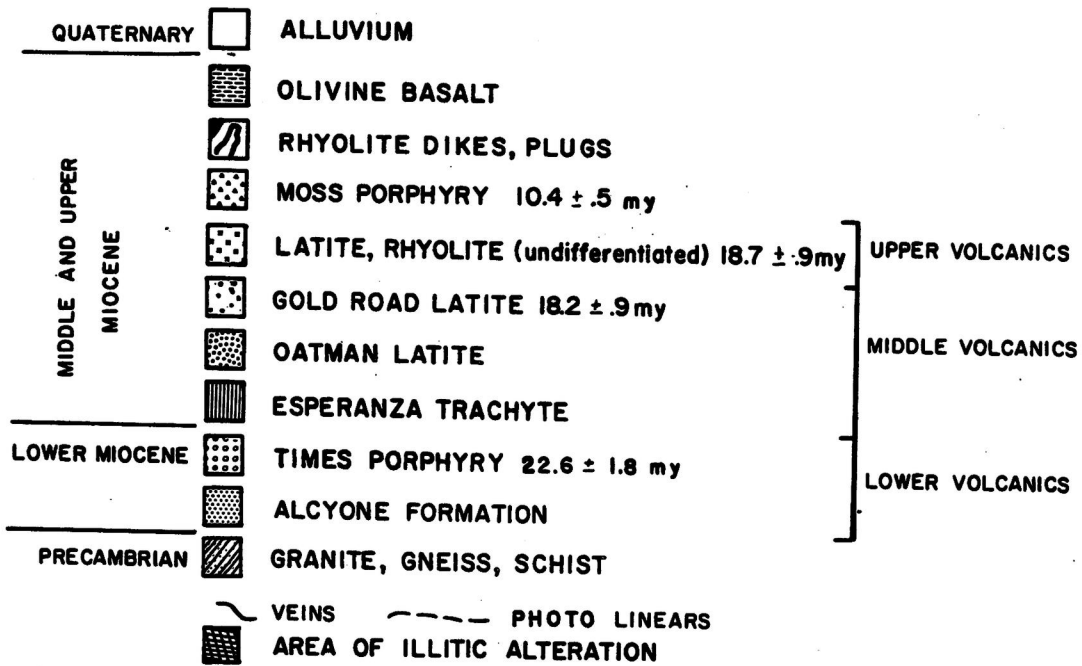 QUATERNARY ALLUVIUM
OLIVINE BASALT
RHYOLITE DIKES, PLUGS
MIDDLE AND UPPER
MIOCENE
MOSS PORPHYRY 10.4 ± .5 my
LATITE, RHYOLITE (undifferentiated) 18.7 ± .9my
UPPER VOLCANICS
GOLD ROAD LATITE 18.2 ± .9my
OATMAN LATITE
MIDDLE VOLCANICS
ESPERANZA TRACHYTE
LOWER MIOCENE TIMES PORPHYRY 22.6 ± 1.8 my
LOWER VOLCANICS
ALCYONE FORMATION
PRECAMBRIAN GRANITE, GNEISS, SCHIST
VEINS PHOTO LINEARS
AREA OF ILLITIC ALTERATION